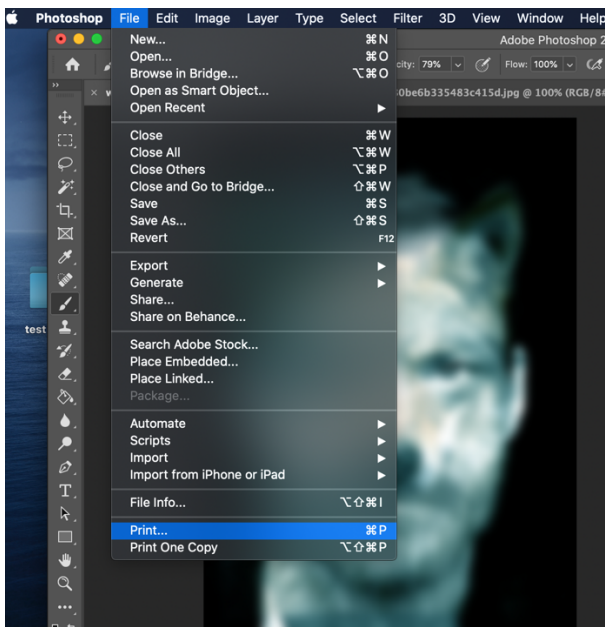 Photoshop File Edit Image Layer Type Select Filter 3D View Window Help
Adobe Photoshop 2
79% Flow: 100%
0be6b335483c415d.jpg @ 100% (RGB/8#
New... ⌘N
Open... ⌘O
Browse in Bridge... ⌥⌘O
Open as Smart Object...
Open Recent ▶
Close ⌘W
Close All ⌥⌘W
Close Others ⌥⌘P
Close and Go to Bridge... ⇧⌘W
Save ⌘S
Save As... ⇧⌘S
Revert F12
Export ▶
Generate ▶
Share...
Share on Behance...
Search Adobe Stock...
Place Embedded...
Place Linked...
Package...
Automate ▶
Scripts ▶
Import ▶
Import from iPhone or iPad ▶
File Info... ⌥⇧⌘I
Print... ⌘P
Print One Copy ⌥⇧⌘P
test